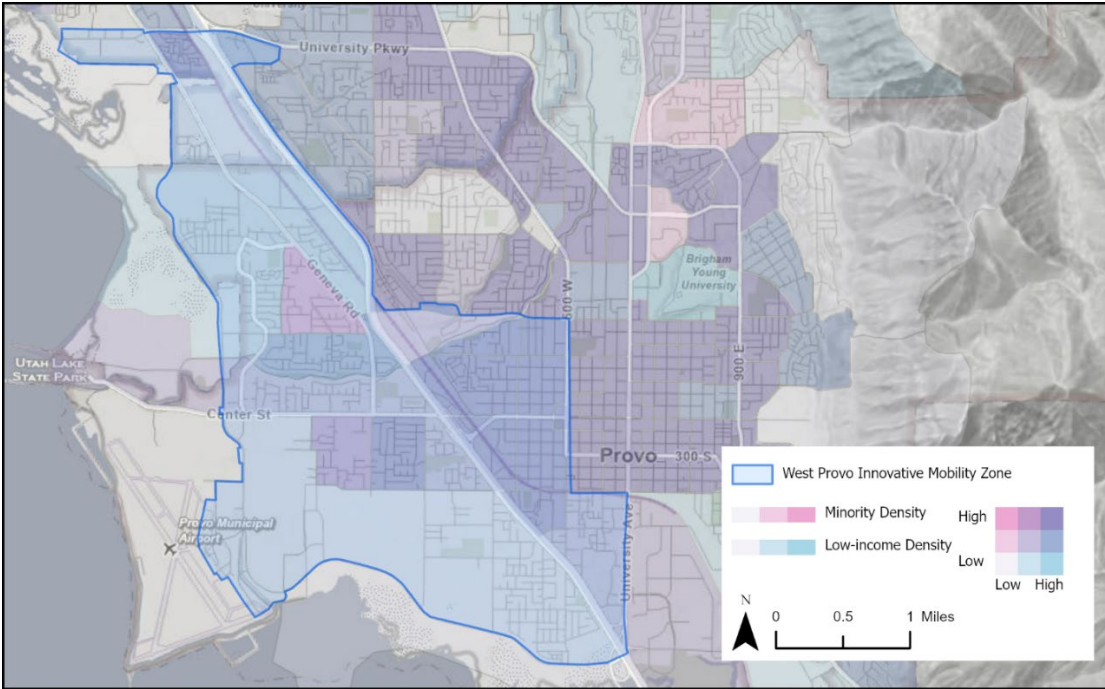 University
University
University Pkwy
Geneva Rd
500 W
Brigham
Young
University
900 E
UTAH LAKE
STATE PARK
Center St
Provo
300 S
Provo Municipal
Airport
University Ave
West Provo Innovative Mobility Zone
Minority Density
Low-income Density
High
Low
Low High
N
0 0.5 1 Miles